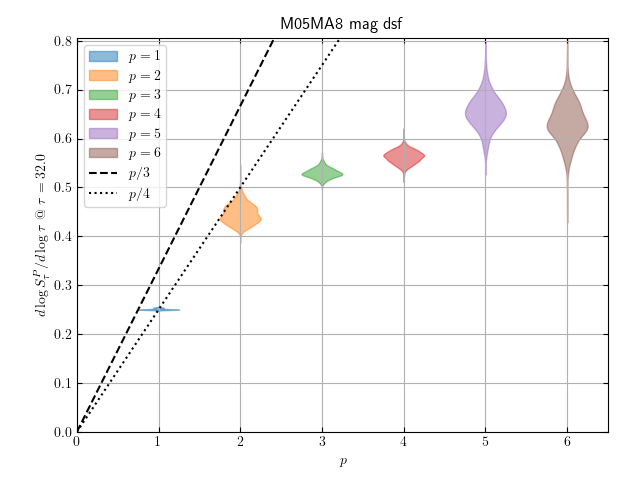 M05MA8 mag dsf
p = 1
p = 2
p = 3
p = 4
p = 5
p = 6
p/3
p/4
0.8
0.7
0.6
0.5
0.4
0.3
0.2
0.1
0.0
d log S_τ^P / d log τ @ τ = 32.0
0 1 2 3 4 5 6
p